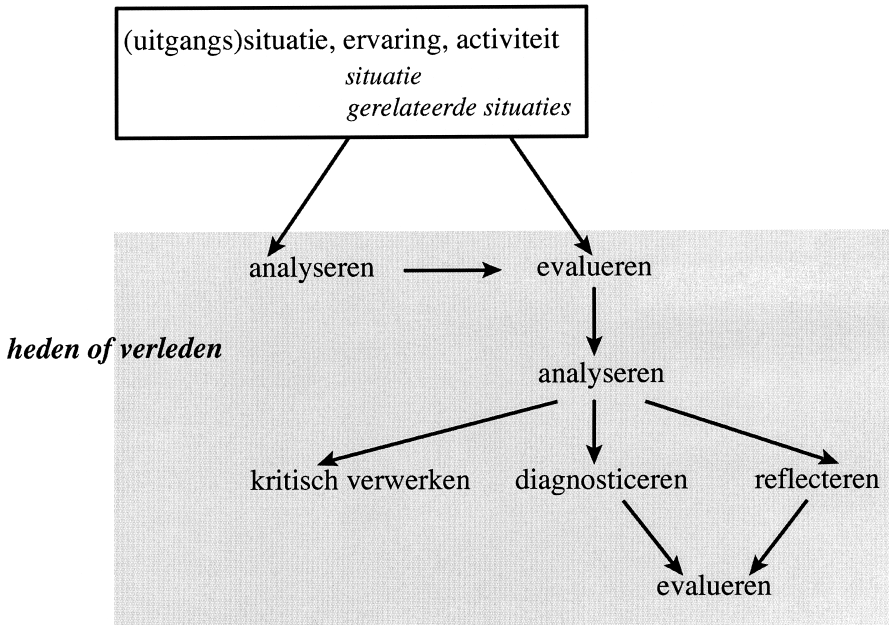 (uitgangs)situatie, ervaring, activiteit
situatie
gerelateerde situaties
analyseren
evalueren
heden of verleden
analyseren
kritisch verwerken
diagnosticeren
reflecteren
evalueren